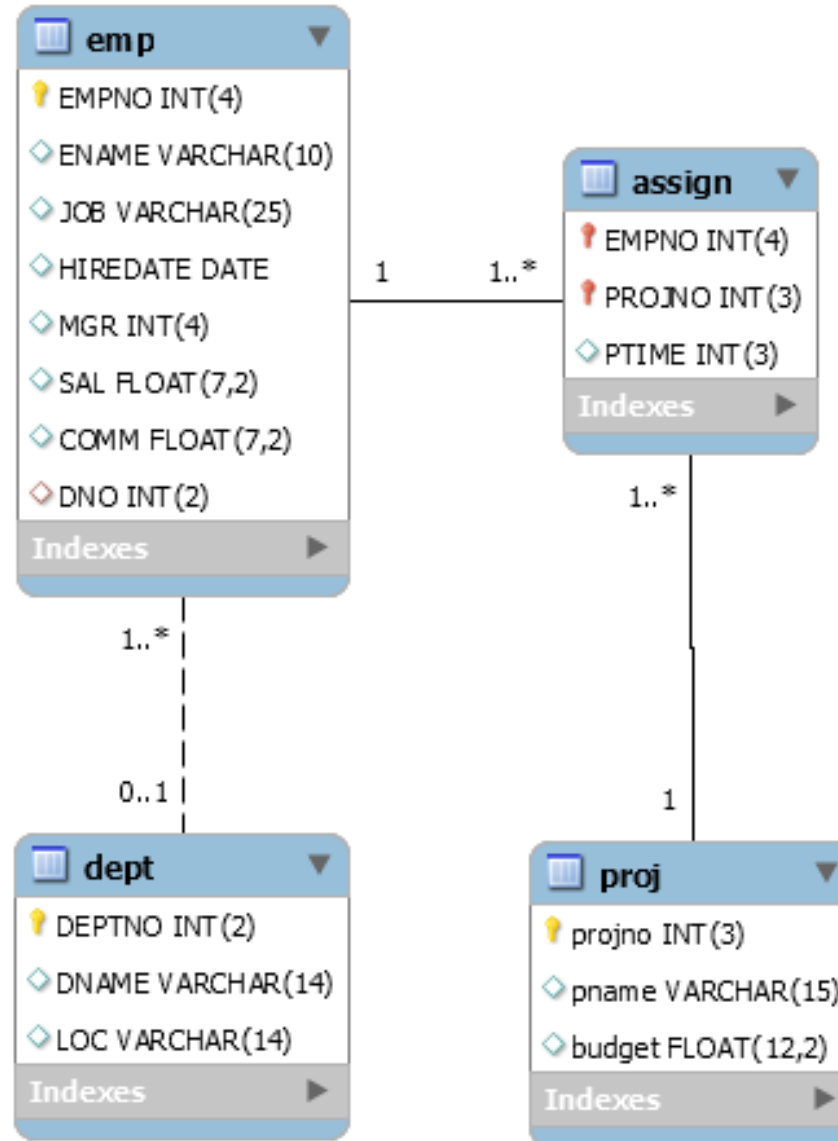 emp
EMPNO INT(4)
ENAME VARCHAR(10)
JOB VARCHAR(25)
HIREDATE DATE
MGR INT(4)
SAL FLOAT(7,2)
COMM FLOAT(7,2)
DNO INT(2)
Indexes
1
1..*
assign
EMPNO INT(4)
PROJNO INT(3)
PTIME INT(3)
Indexes
1..*
0..1
1..*
1
dept
DEPTNO INT(2)
DNAME VARCHAR(14)
LOC VARCHAR(14)
Indexes
proj
projno INT(3)
pname VARCHAR(15)
budget FLOAT(12,2)
Indexes